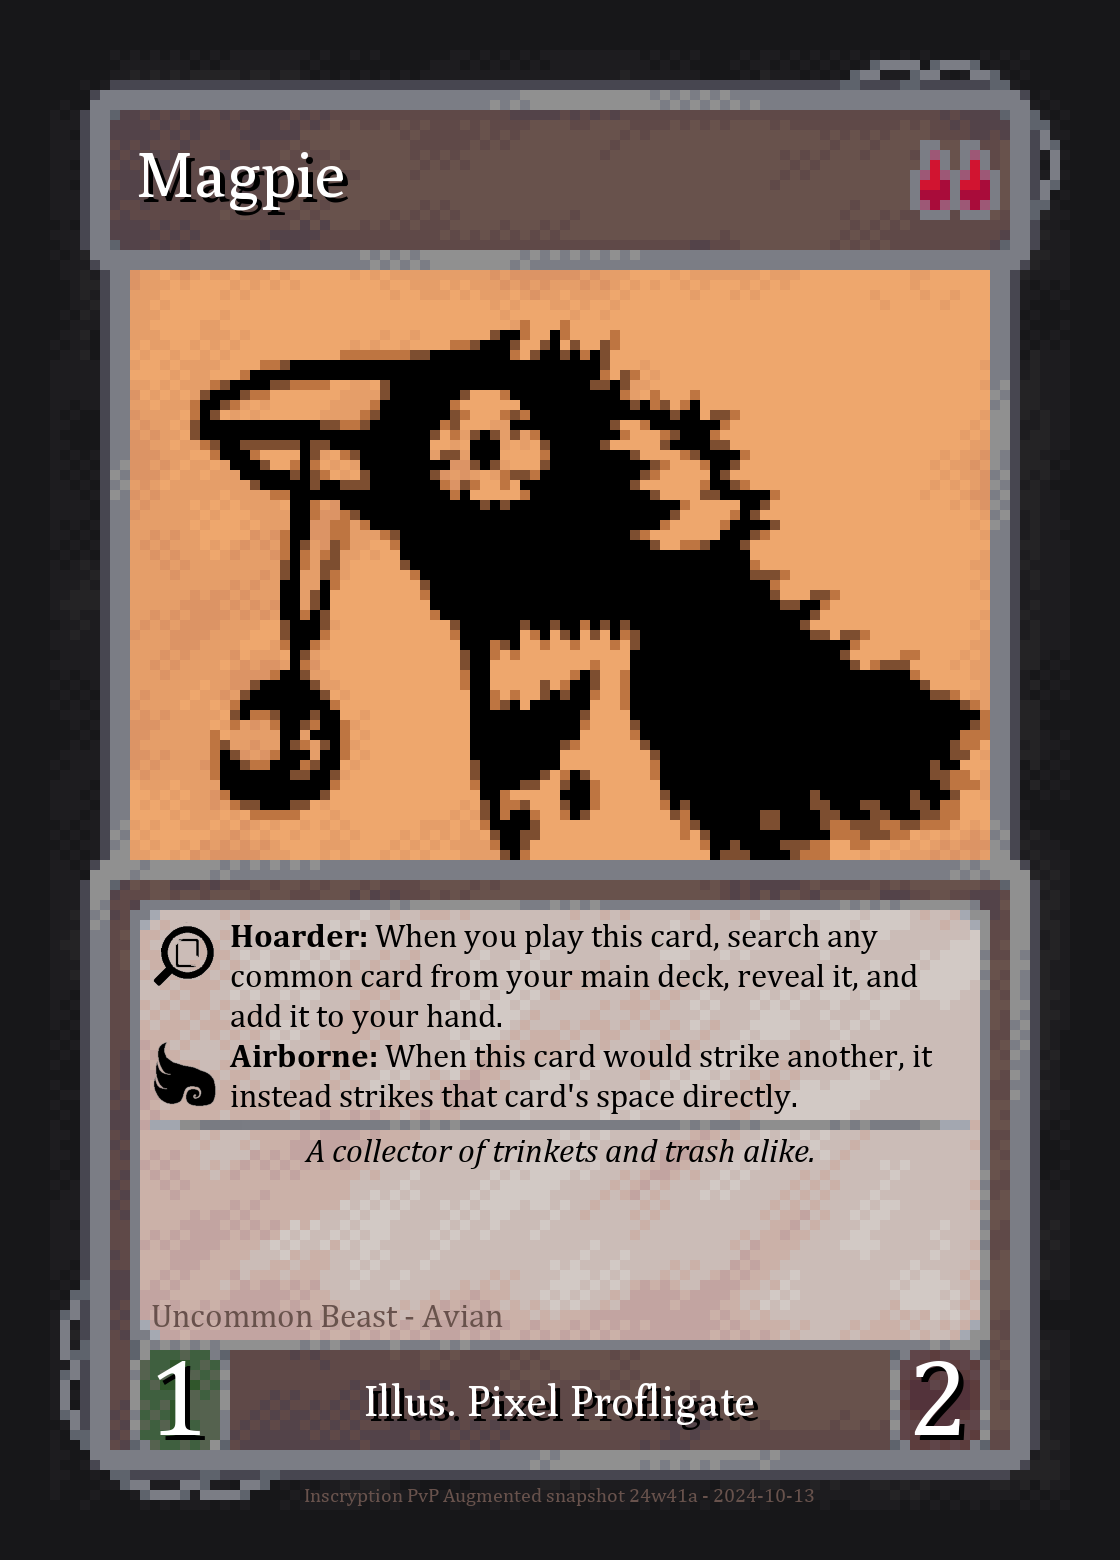 Magpie
Hoarder: When you play this card, search any
common card from your main deck, reveal it, and
add it to your hand.
Airborne: When this card would strike another, it
instead strikes that card's space directly.
A collector of trinkets and trash alike.
Uncommon Beast - Avian
1
Illus. Pixel Profligate
2
Inscryption PvP Augmented snapshot 24w41a - 2024-10-13